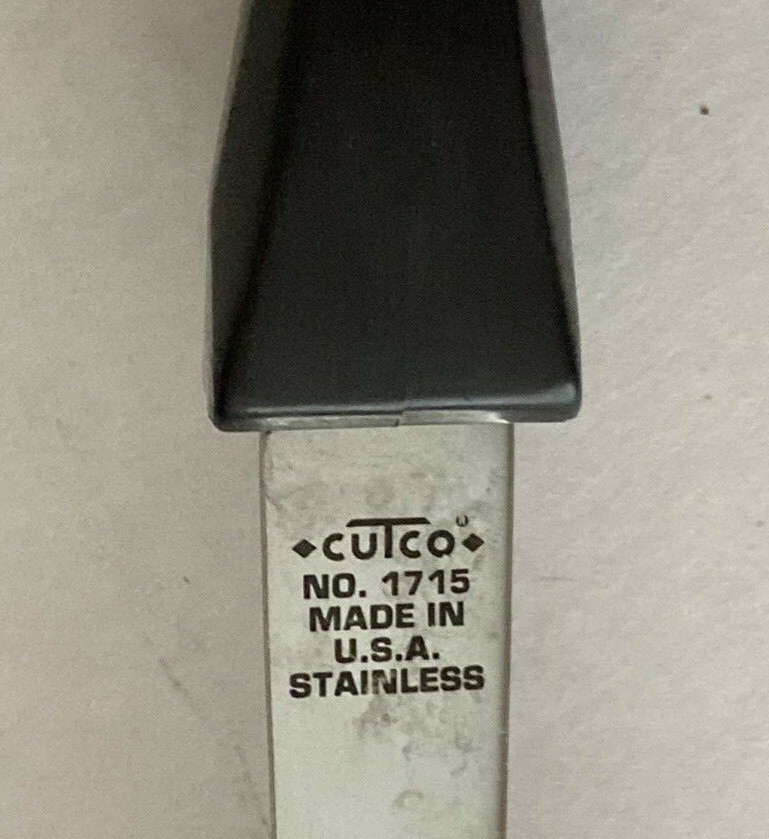 CUTCO
NO. 1715
MADE IN
U.S.A.
STAINLESS